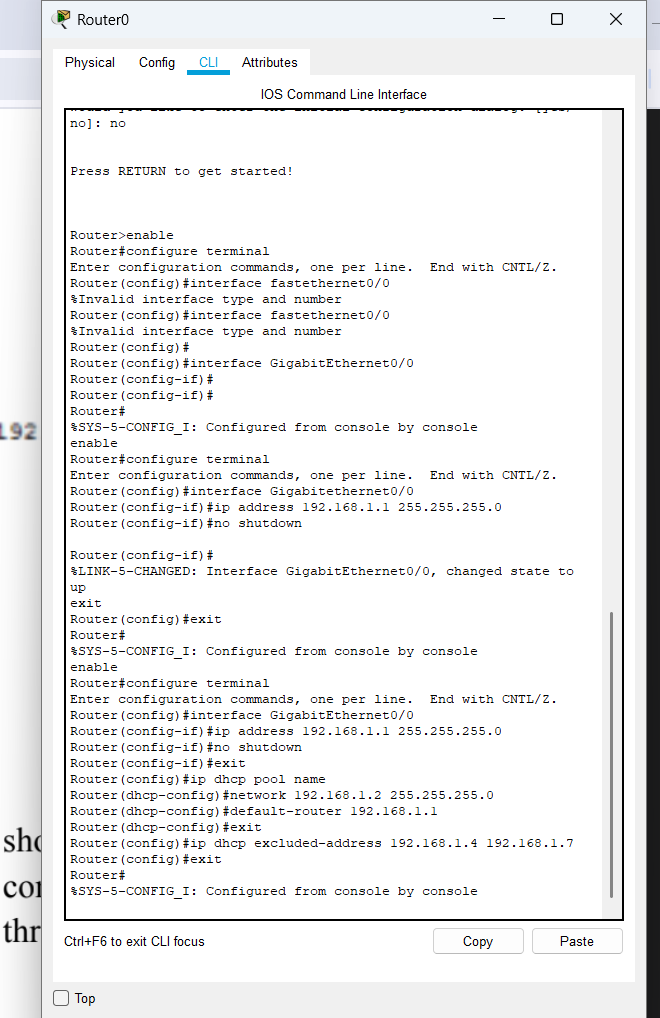 Router0
Physical Config CLI Attributes
IOS Command Line Interface
no]: no
Press RETURN to get started!
Router>enable
Router#configure terminal
Enter configuration commands, one per line. End with CNTL/Z.
Router(config)#interface fastethernet0/0
%Invalid interface type and number
Router(config)#interface fastethernet0/0
%Invalid interface type and number
Router(config)#
Router(config)#interface GigabitEthernet0/0
Router(config-if)#
Router(config-if)#
Router#
%SYS-5-CONFIG_I: Configured from console by console
enable
Router#configure terminal
Enter configuration commands, one per line. End with CNTL/Z.
Router(config)#interface Gigabitethernet0/0
Router(config-if)#ip address 192.168.1.1 255.255.255.0
Router(config-if)#no shutdown
Router(config-if)#
%LINK-5-CHANGED: Interface GigabitEthernet0/0, changed state to
up
exit
Router(config)#exit
Router#
%SYS-5-CONFIG_I: Configured from console by console
enable
Router#configure terminal
Enter configuration commands, one per line. End with CNTL/Z.
Router(config)#interface GigabitEthernet0/0
Router(config-if)#ip address 192.168.1.1 255.255.255.0
Router(config-if)#no shutdown
Router(config-if)#exit
Router(config)#ip dhcp pool name
Router(dhcp-config)#network 192.168.1.2 255.255.255.0
Router(dhcp-config)#default-router 192.168.1.1
Router(dhcp-config)#exit
Router(config)#ip dhcp excluded-address 192.168.1.4 192.168.1.7
Router(config)#exit
Router#
%SYS-5-CONFIG_I: Configured from console by console
Ctrl+F6 to exit CLI focus
Copy Paste
Top
192